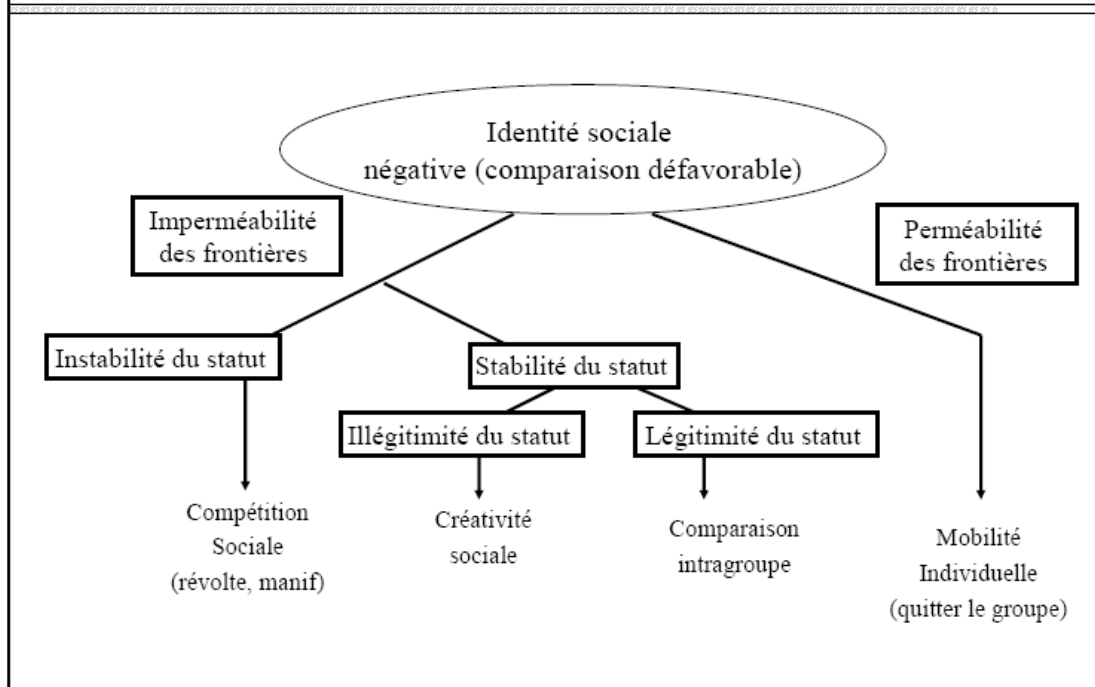 Identité sociale
négative (comparaison défavorable)
Imperméabilité
des frontières
Perméabilité
des frontières
Instabilité du statut
Stabilité du statut
Illégitimité du statut
Légitimité du statut
Compétition
Sociale
(révolte, manif)
Créativité
sociale
Comparaison
intragroupe
Mobilité
Individuelle
(quitter le groupe)